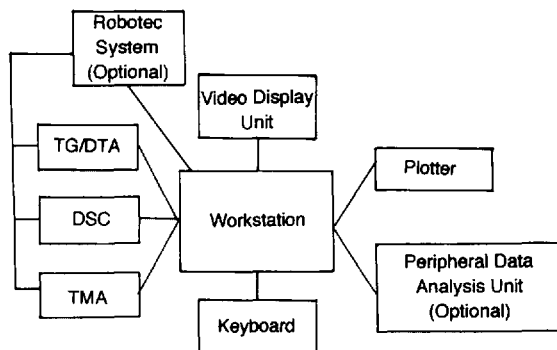 Robotec
System
(Optional)
Video Display
Unit
TG/DTA
Plotter
DSC
Workstation
TMA
Peripheral Data
Analysis Unit
(Optional)
Keyboard